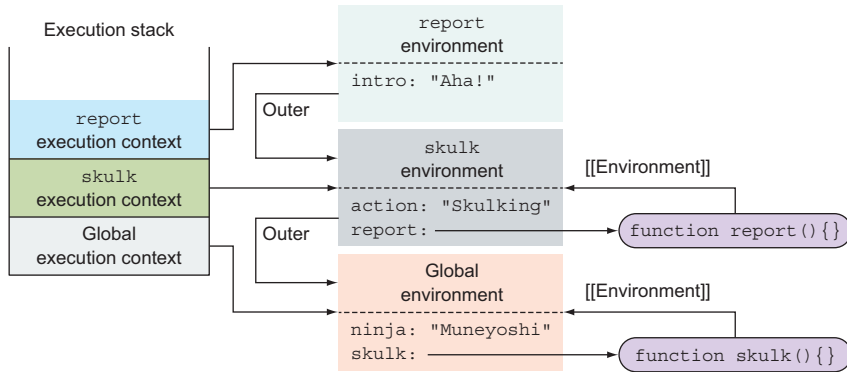 Execution stack
report
execution context
skulk
execution context
Global
execution context
report
environment
intro: "Aha!"
Outer
skulk
environment
action: "Skulking"
report:
[[Environment]]
function report(){}
Outer
Global
environment
ninja: "Muneyoshi"
skulk:
[[Environment]]
function skulk(){}